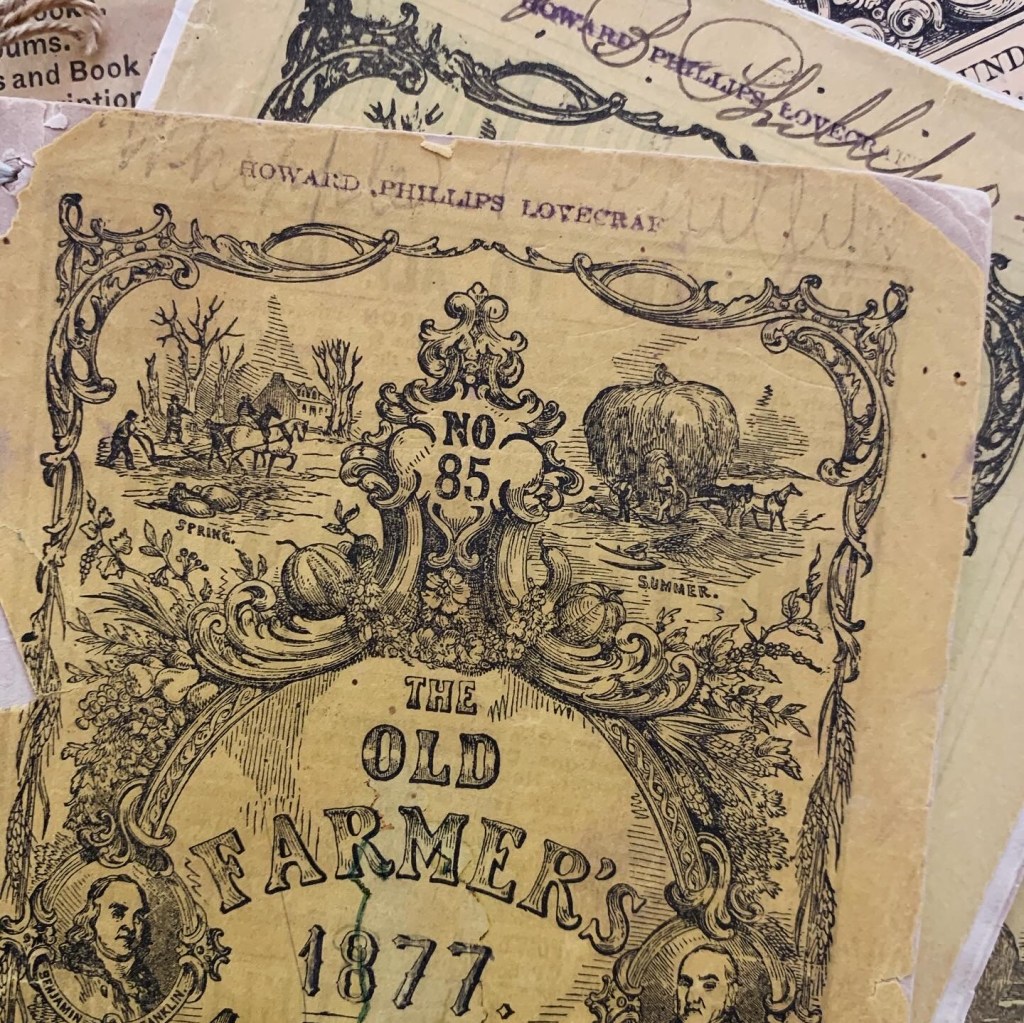 ums.
s and Book
HOWARD PHILLIPS LOVECRAF
UND
HOWARD PHILLIPS LOVECRAF
NO
85
SPRING.
SUMMER.
THE
OLD
FARMER'S
1877.
BENJAMIN FRANKLIN